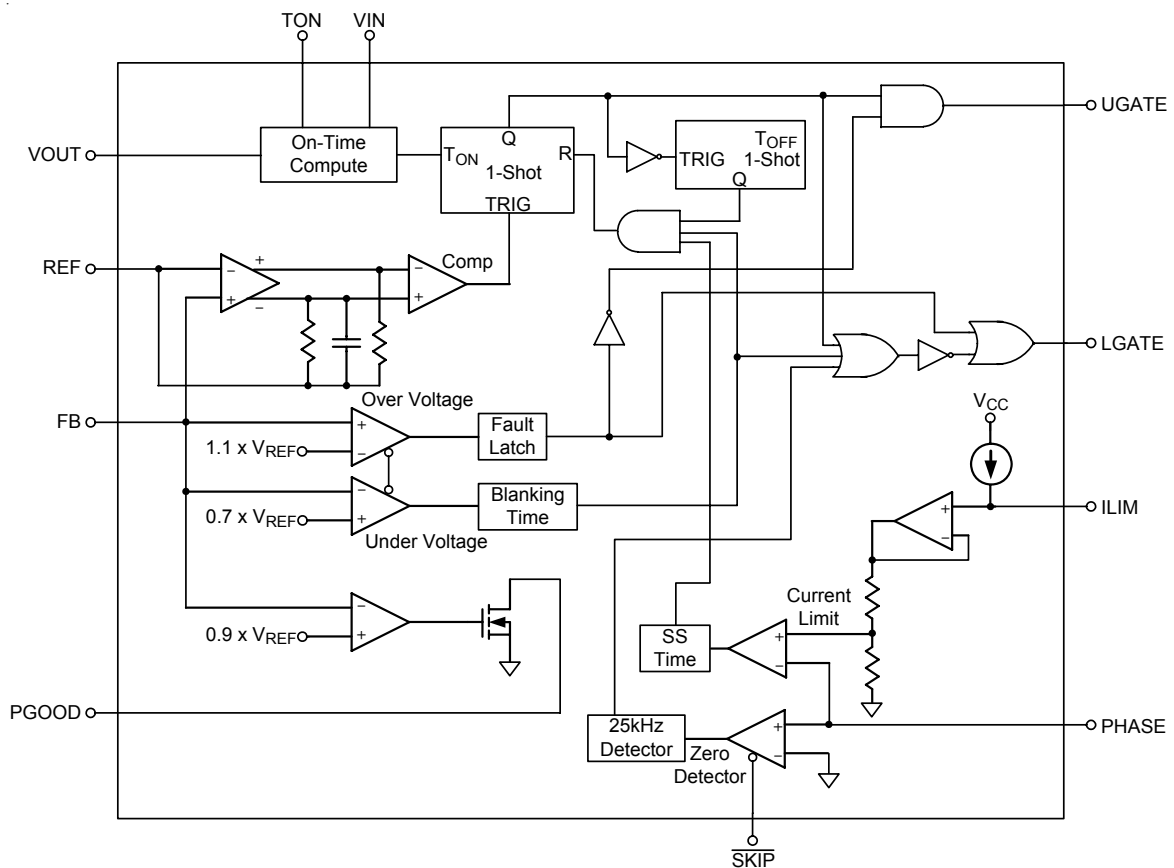 TON VIN
UGATE
VOUT
On-Time
Compute
Q
TON R
1-Shot
TRIG
TOFF
TRIG 1-Shot
Q
REF
− +
+ −
− Comp
+
LGATE
FB
Over Voltage
+
1.1 x VREF −
Fault
Latch
VCC
−
0.7 x VREF +
Under Voltage
Blanking
Time
+ ILIM
−
−
0.9 x VREF +
Current
Limit
SS
Time
+
−
PGOOD
25kHz
Detector
Zero
Detector
+
−
PHASE
SKIP